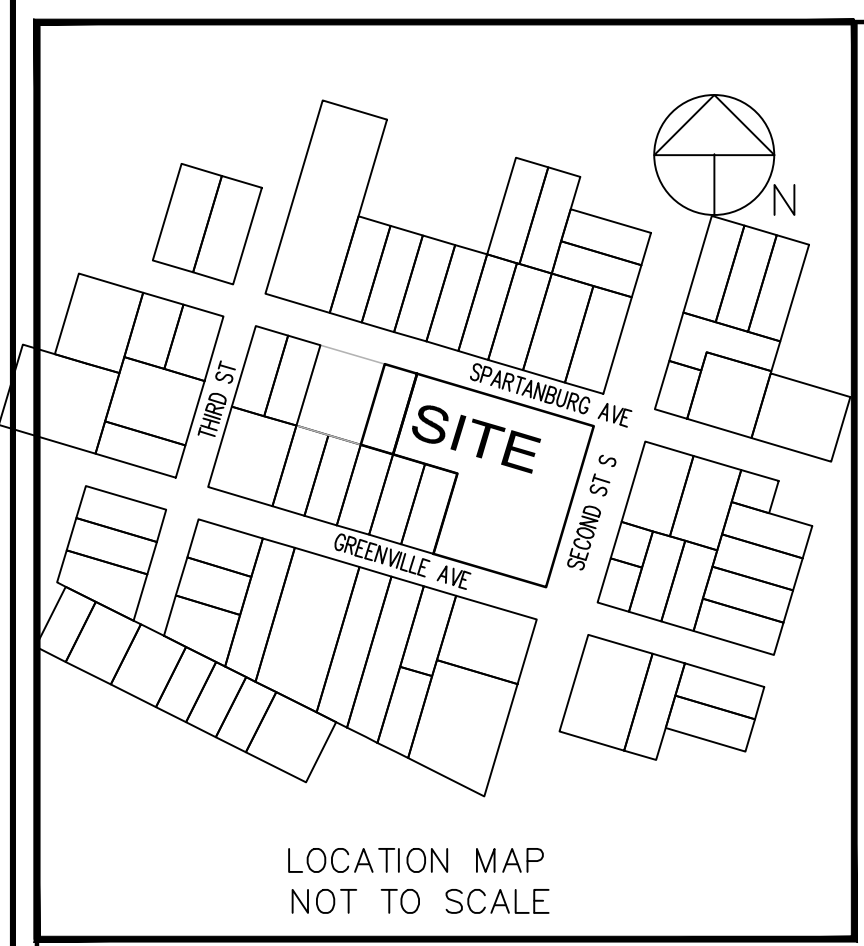 N
SPARTANBURG AVE
THIRD ST
SITE
SECOND ST S
GREENVILLE AVE
LOCATION MAP
NOT TO SCALE